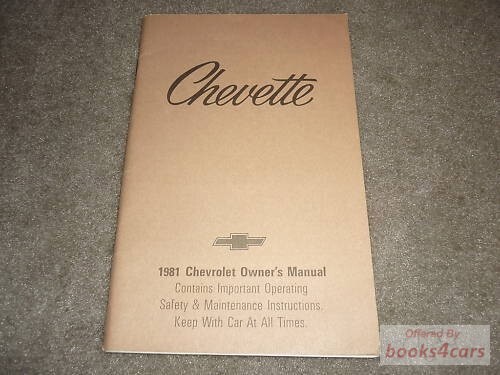 Chevette
1981 Chevrolet Owner's Manual
Contains Important Operating
Safety & Maintenance Instructions.
Keep With Car At All Times.
Offered By
books4cars